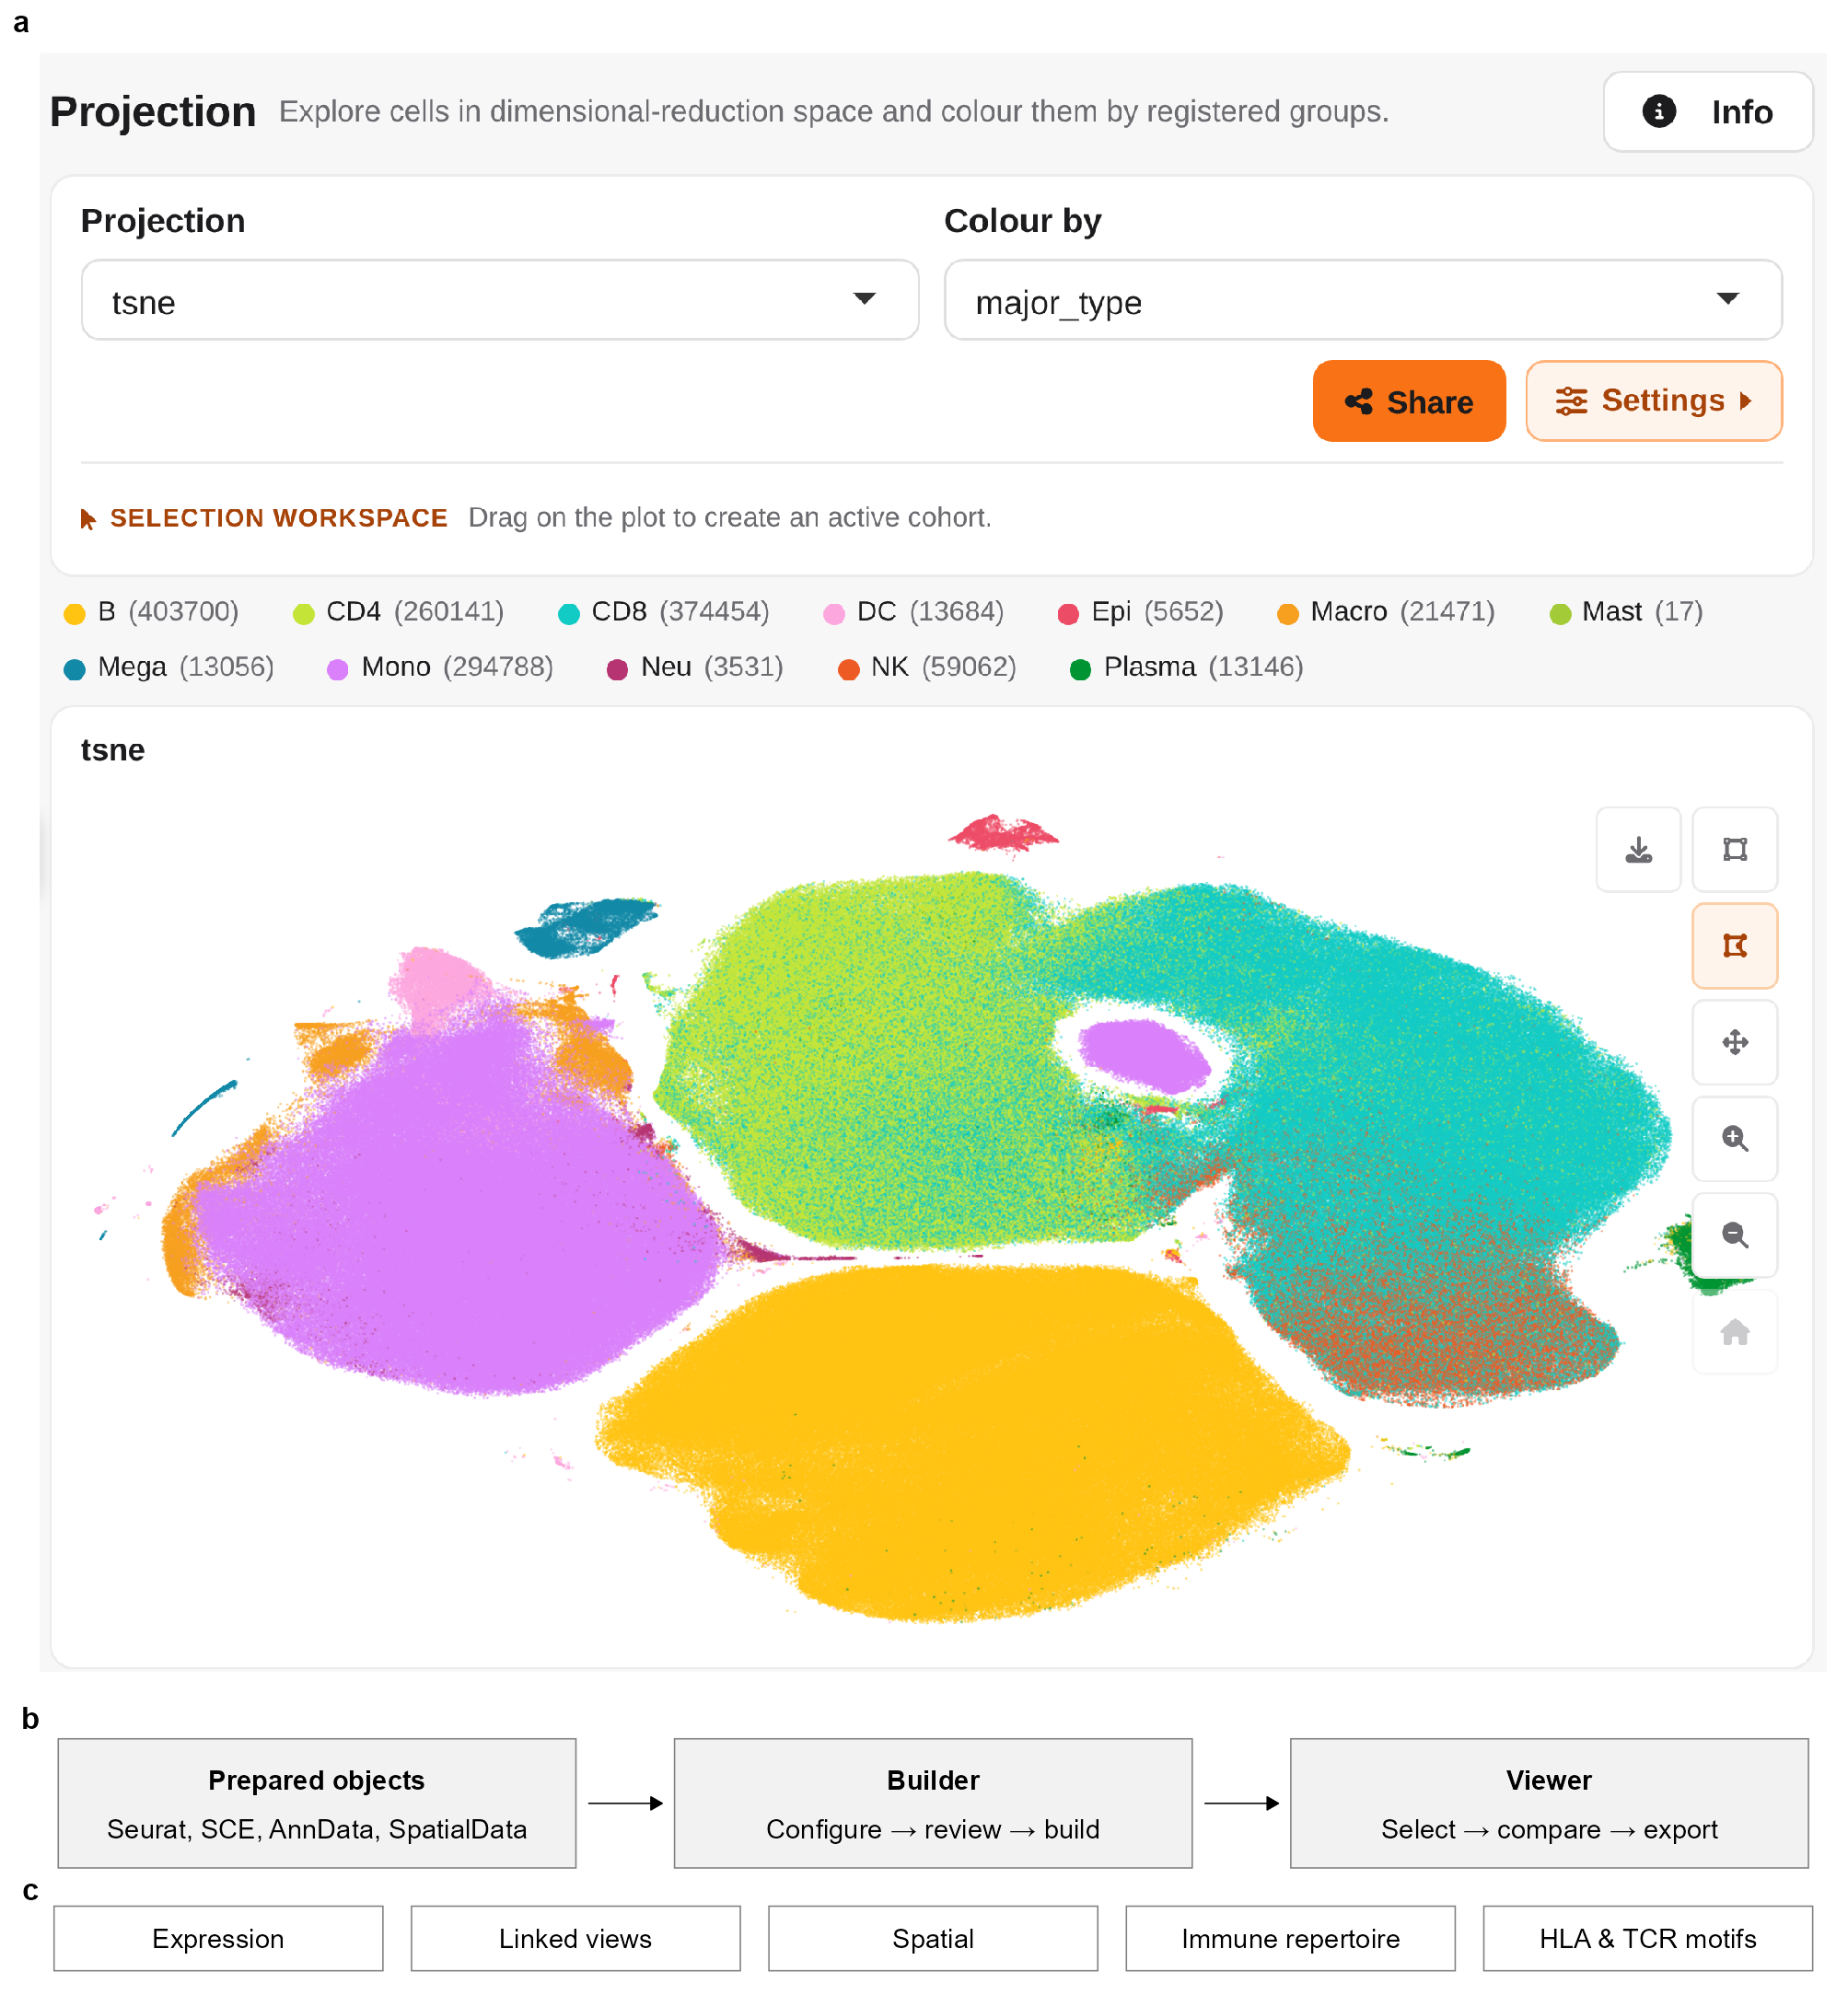 a
Projection Explore cells in dimensional-reduction space and colour them by registered groups. Info
Projection Colour by
tsne major_type
Share Settings
SELECTION WORKSPACE Drag on the plot to create an active cohort.
B (403700) CD4 (260141) CD8 (374454) DC (13684) Epi (5652) Macro (21471) Mast (17)
Mega (13056) Mono (294788) Neu (3531) NK (59062) Plasma (13146)
tsne
b
Prepared objects
Seurat, SCE, AnnData, SpatialData
Builder
Configure → review → build
Viewer
Select → compare → export
c
Expression Linked views Spatial Immune repertoire HLA & TCR motifs